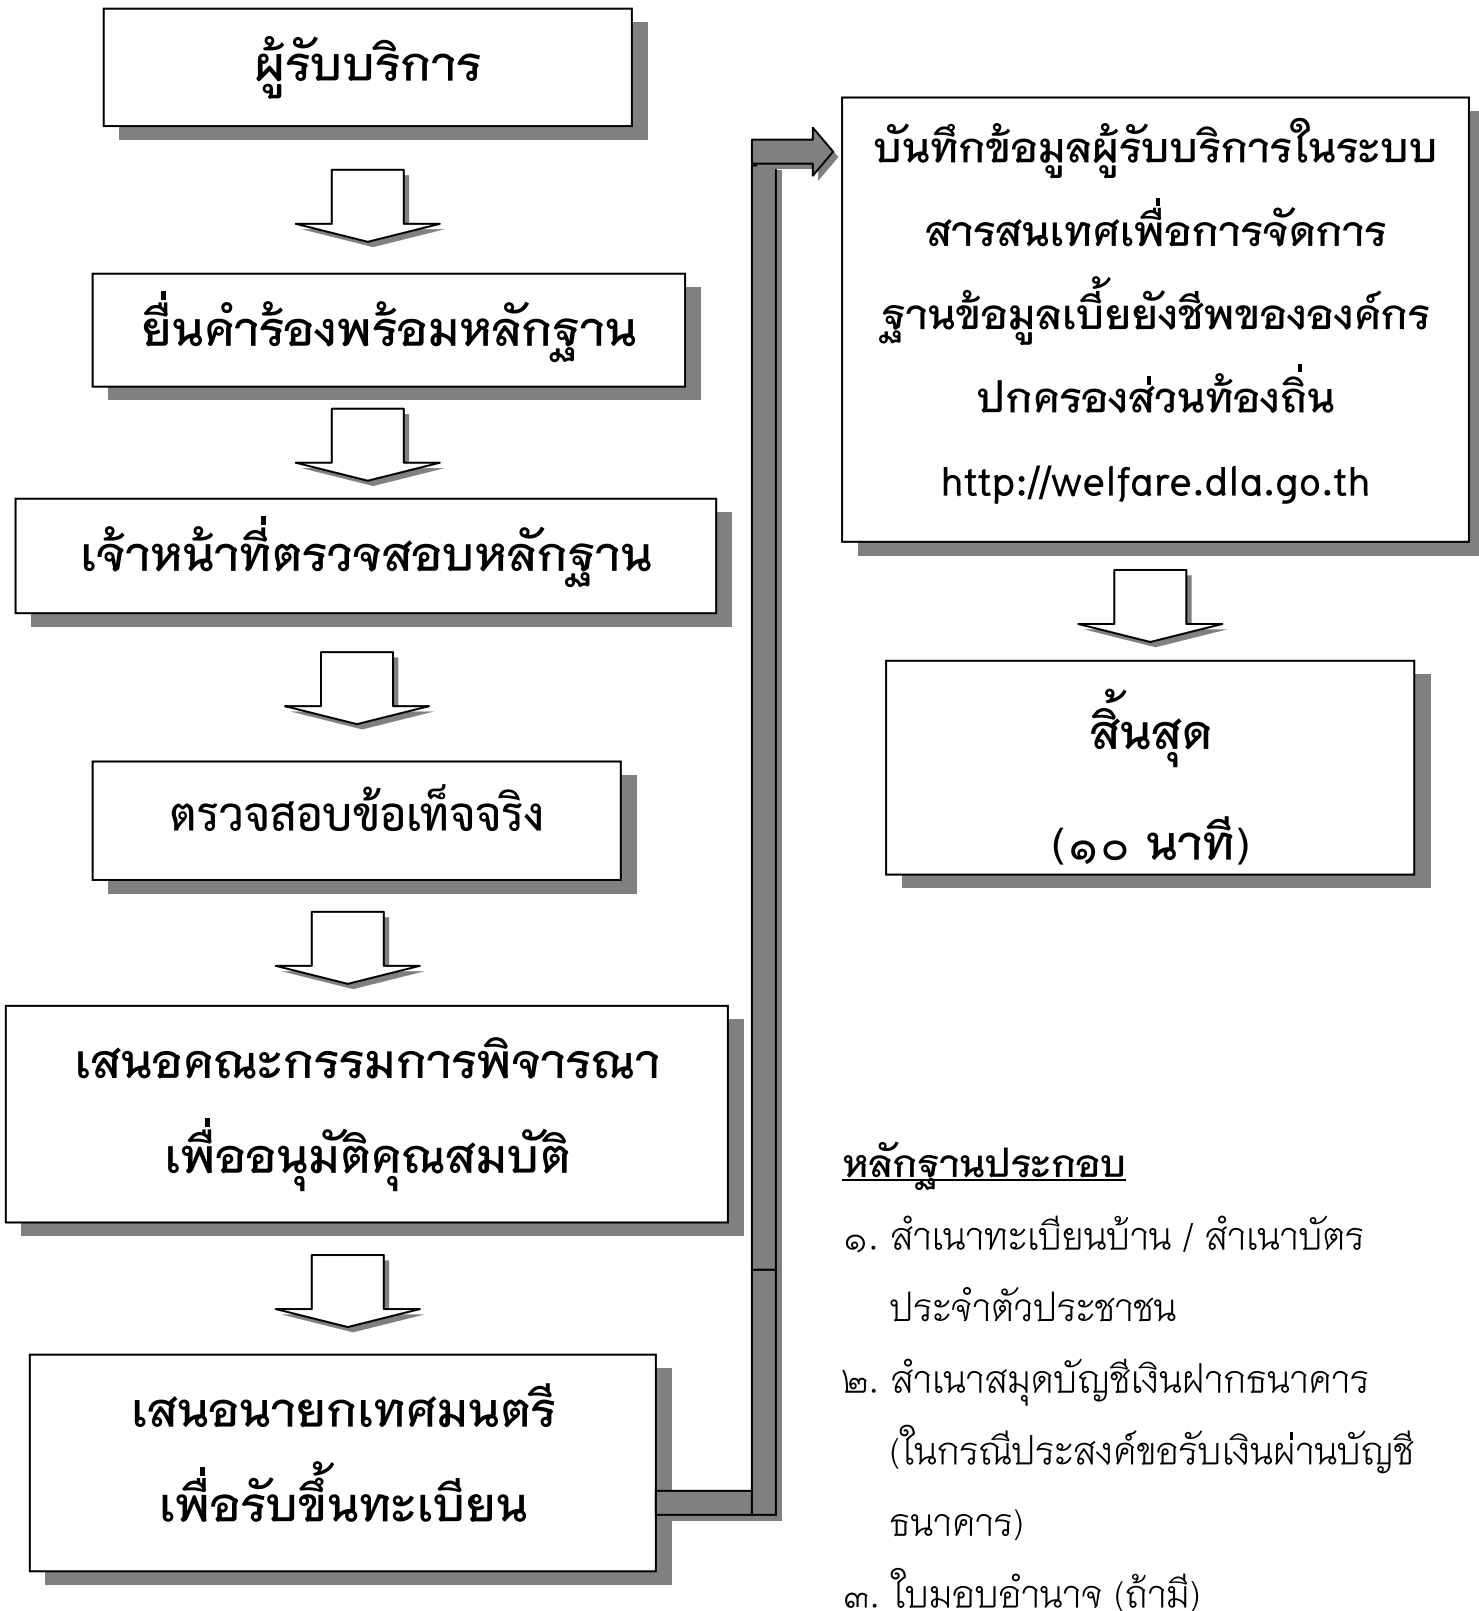 ผู้รับบริการ
ยื่นคำร้องพร้อมหลักฐาน
เจ้าหน้าที่ตรวจสอบหลักฐาน
ตรวจสอบข้อเท็จจริง
เสนอคณะกรรมการพิจารณา
เพื่ออนุมัติคุณสมบัติ
เสนอนายกเทศมนตรี
เพื่อรับขึ้นทะเบียน
บันทึกข้อมูลผู้รับบริการในระบบ
สารสนเทศเพื่อการจัดการ
ฐานข้อมูลเบี้ยยังชีพขององค์กร
ปกครองส่วนท้องถิ่น
http://welfare.dla.go.th
สิ้นสุด
(๑๐ นาที)
หลักฐานประกอบ
๑. สำเนาทะเบียนบ้าน / สำเนาบัตร
ประจำตัวประชาชน
๒. สำเนาสมุดบัญชีเงินฝากธนาคาร
(ในกรณีประสงค์ขอรับเงินผ่านบัญชี
ธนาคาร)
๓. ใบมอบอำนาจ (ถ้ามี)